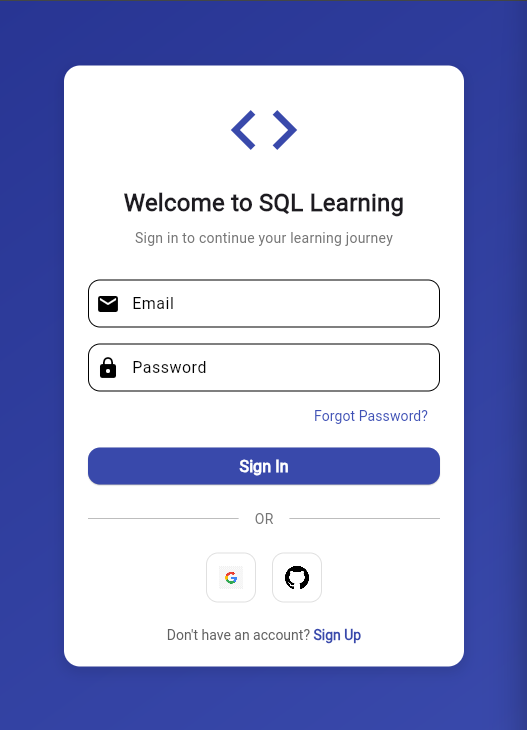 Welcome to SQL Learning
Sign in to continue your learning journey
Email
Password
Forgot Password?
Sign In
OR
Don't have an account? Sign Up